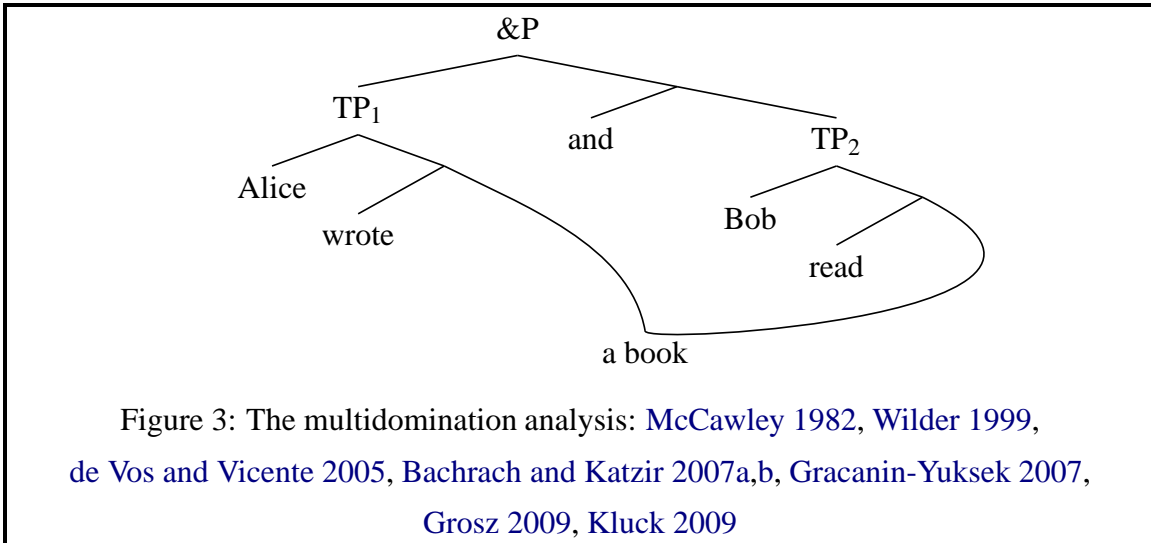 &P
TP1
and
TP2
Alice
wrote
Bob
read
a book
Figure 3: The multidomination analysis: McCawley 1982, Wilder 1999,
de Vos and Vicente 2005, Bachrach and Katzir 2007a,b, Gracanin-Yuksek 2007,
Grosz 2009, Kluck 2009